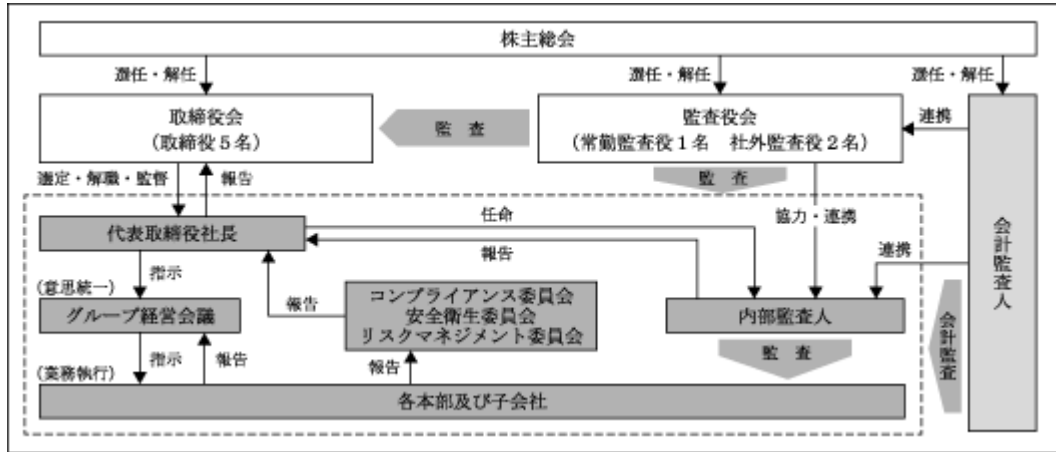 株主総会
選任・解任
選任・解任
選任・解任
取締役会
(取締役5名)
監 査
監査役会
(常勤監査役1名 社外監査役2名)
連携
選定・解職・監督
報告
監 査
代表取締役社長
任命
協力・連携
報告
連携
会計監査人
指示
(意思統一)
グループ経営会議
報告
コンプライアンス委員会
安全衛生委員会
リスクマネジメント委員会
内部監査人
会計監査
指示
報告
(業務執行)
報告
監 査
各本部及び子会社